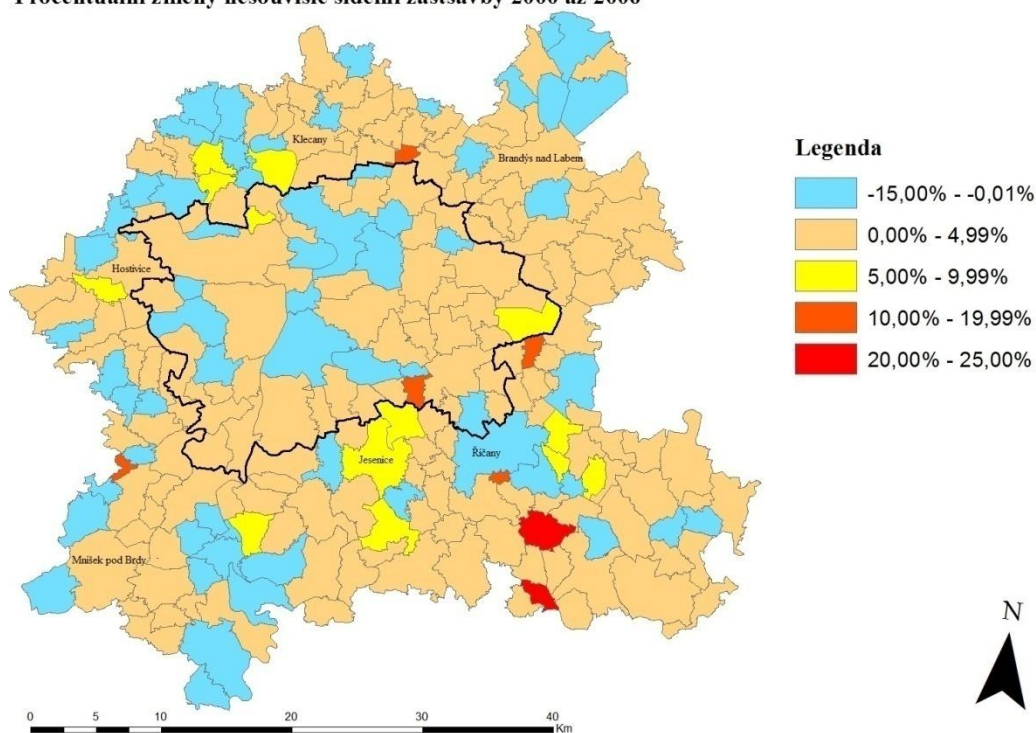 Procentuální změny nesouvislé sídelní zástsavby 2000 až 2006
Klecany
Brandýs nad Labem
Hostivice
Jesenice
Říčany
Mníšek pod Brdy
Legenda
-15,00% - -0,01%
0,00% - 4,99%
5,00% - 9,99%
10,00% - 19,99%
20,00% - 25,00%
N
0 5 10 20 30 40
Km